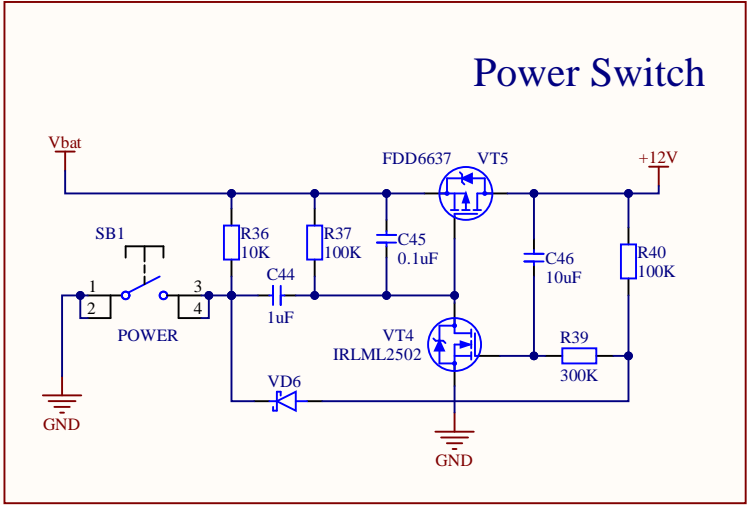 Power Switch
Vbat
FDD6637 VT5
+12V
SB1
R36
10K
R37
100K
C45
0.1uF
C46
10uF
R40
100K
C44
1uF
1
2
3
4
POWER
VT4
IRLML2502
R39
300K
VD6
GND
GND